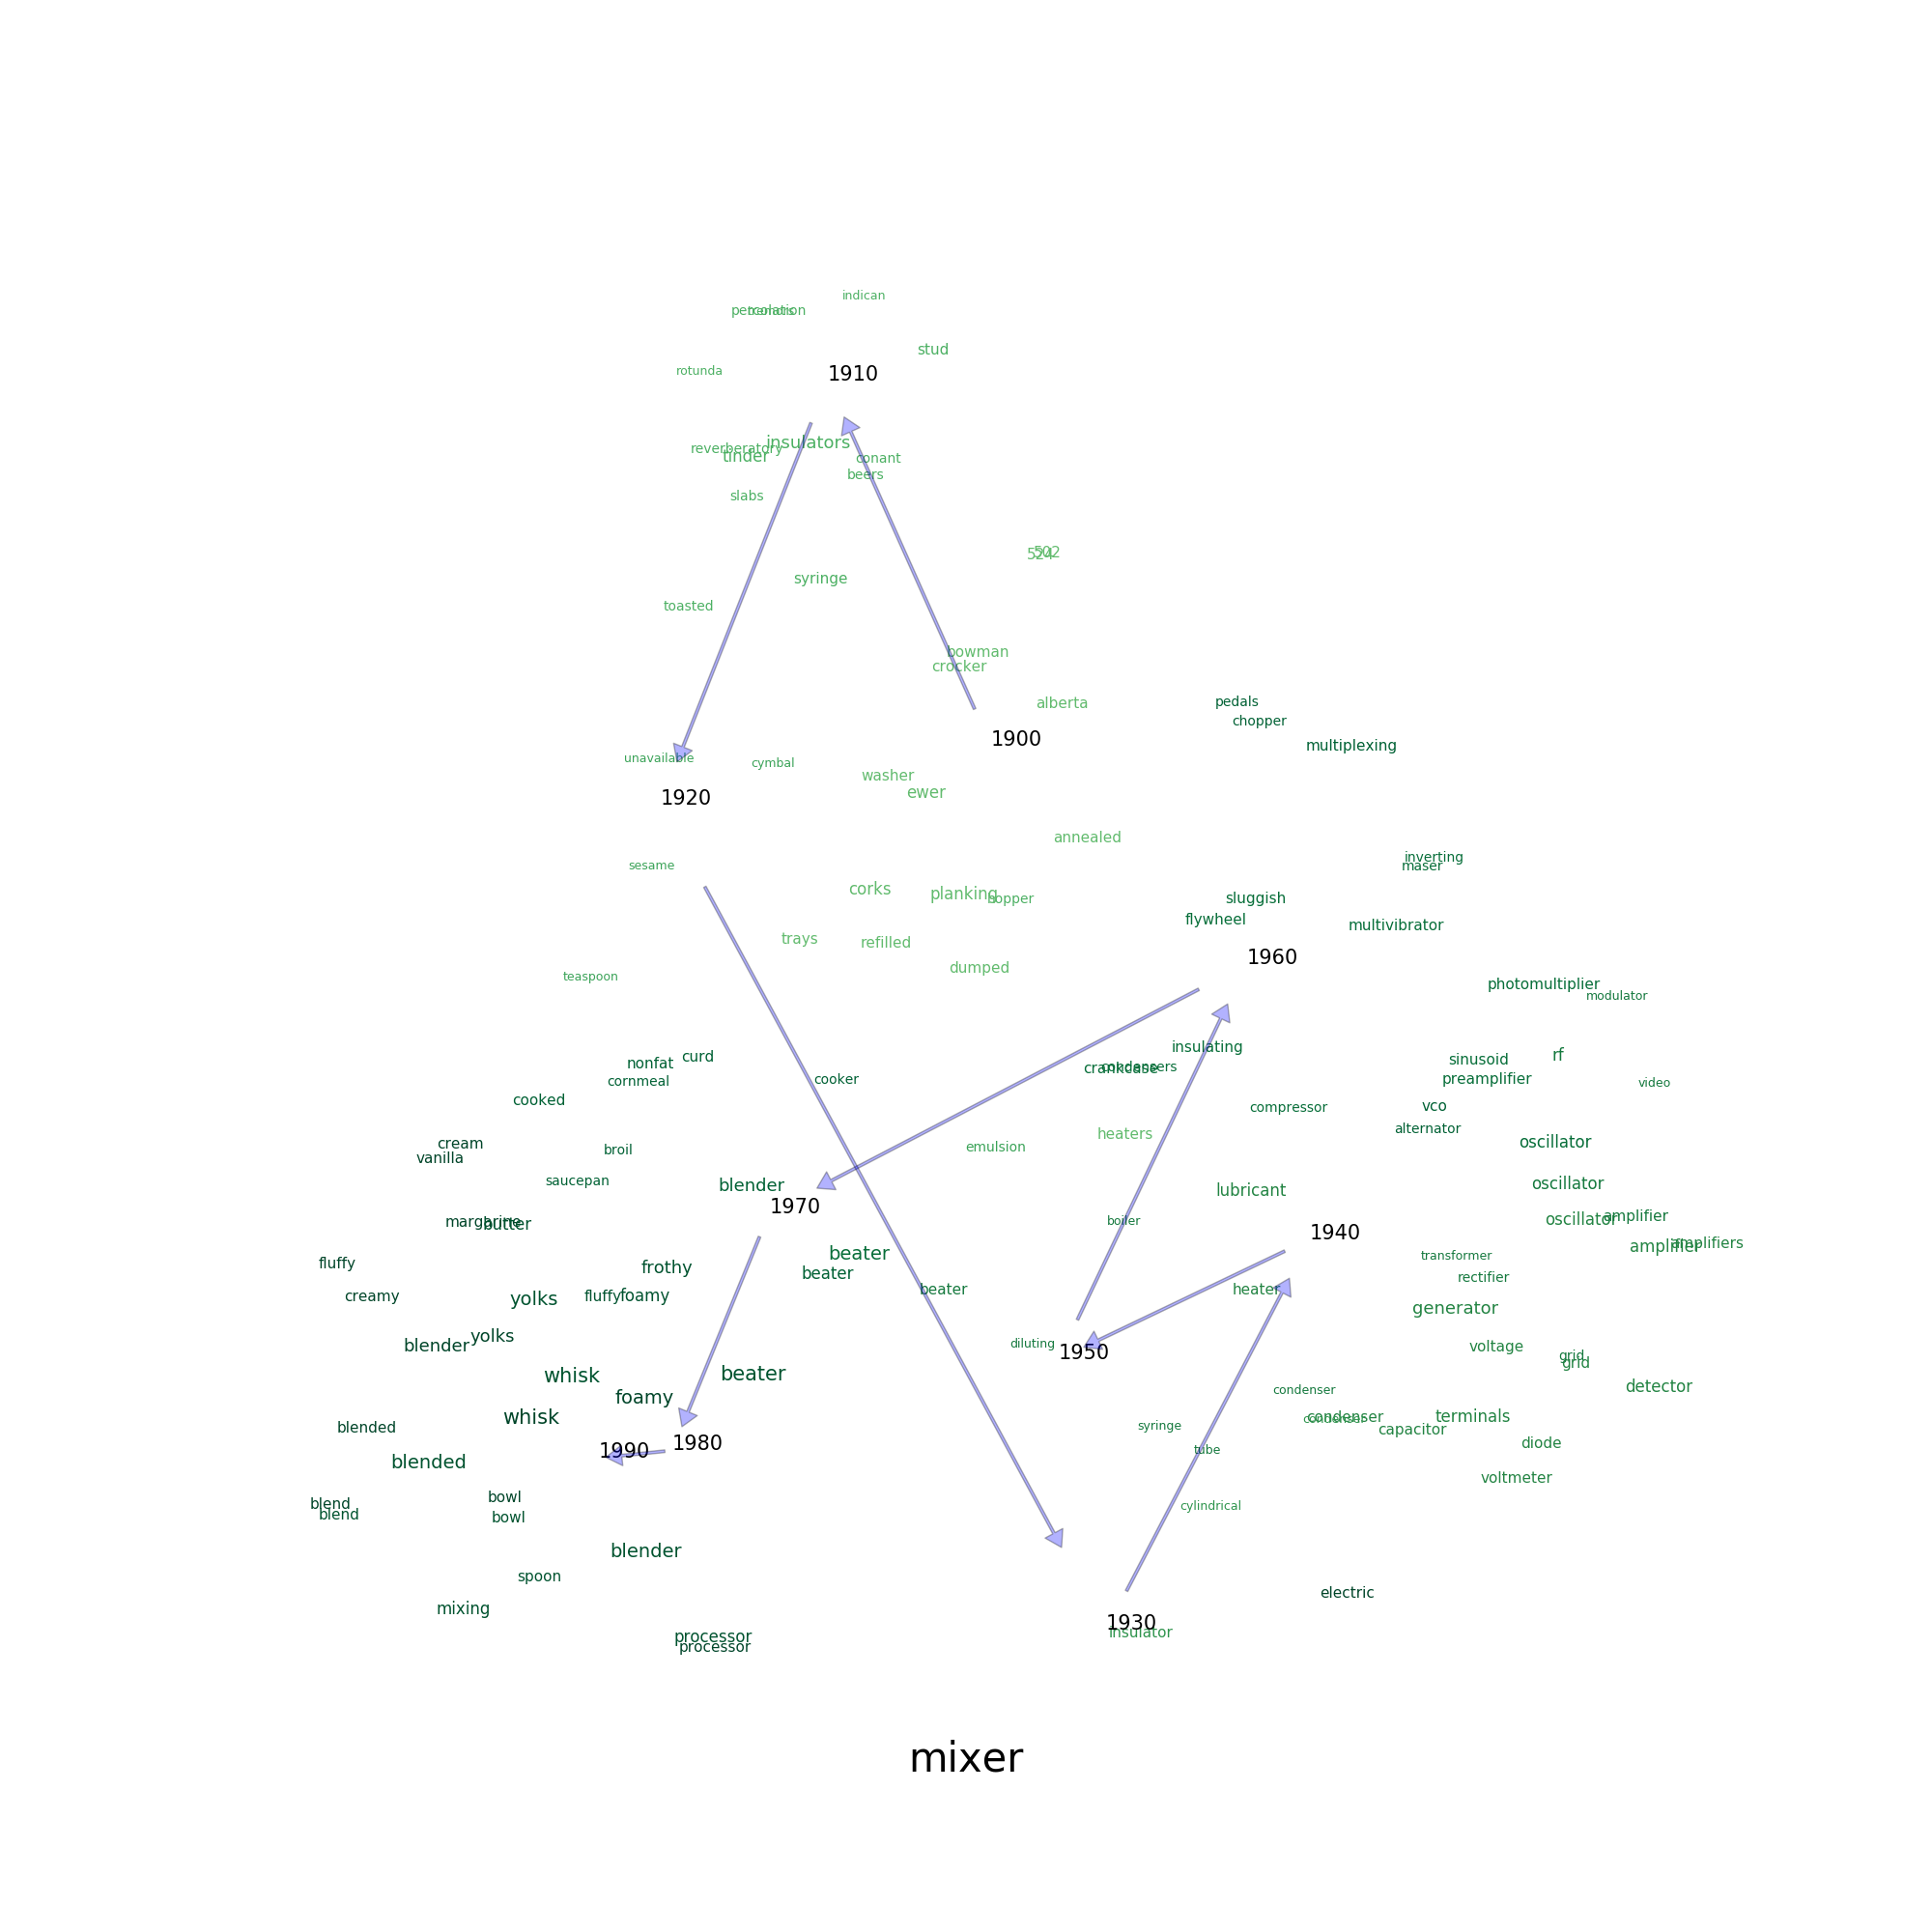 indican
percolation
tremors
stud
rotunda
1910
insulators
reverberatory
tinder
conant
beers
slabs
502
524
syringe
toasted
bowman
crocker
alberta
pedals
chopper
1900
multiplexing
unavailable
cymbal
washer
ewer
1920
annealed
inverting
maser
sesame
corks
planking
hopper
sluggish
flywheel
multivibrator
trays
refilled
1960
dumped
teaspoon
photomultiplier
modulator
insulating
curd
nonfat
rf
sinusoid
crankcase
condensers
cornmeal
cooker
preamplifier
video
cooked
compressor
vco
alternator
heaters
cream
oscillator
emulsion
broil
vanilla
saucepan
blender
oscillator
lubricant
1970
margarine
butter
boiler
oscillator
amplifier
1940
amplifier
amplifiers
beater
transformer
fluffy
frothy
beater
rectifier
beater
heater
creamy
yolks
fluffy
foamy
generator
yolks
diluting
blender
1950
voltage
grid
grid
whisk
beater
condenser
detector
foamy
whisk
condenser
condenser
terminals
blended
syringe
capacitor
1990
1980
tube
diode
blended
voltmeter
bowl
blend
blend
bowl
cylindrical
blender
spoon
electric
mixing
1930
insulator
processor
processor
mixer